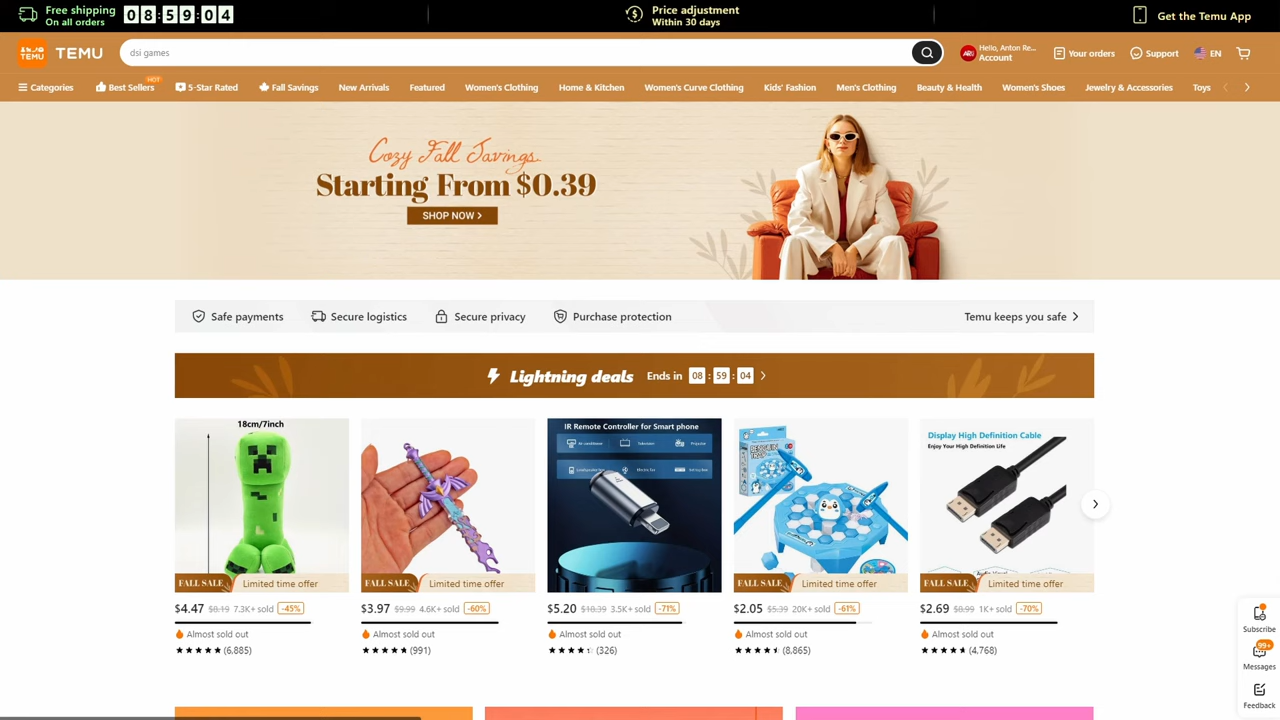 Free shipping
On all orders
08 59 04
Price adjustment
Within 30 days
Get the Temu App
TEMU
TEMU
dsi games
Hello, Anton Re...
Account
Your orders
Support
EN
Categories
Best Sellers
HOT
5-Star Rated
Fall Savings
New Arrivals
Featured
Women's Clothing
Home & Kitchen
Women's Curve Clothing
Kids' Fashion
Men's Clothing
Beauty & Health
Women's Shoes
Jewelry & Accessories
Toys
Cozy Fall Savings
Starting From $0.39
SHOP NOW >
Safe payments
Secure logistics
Secure privacy
Purchase protection
Temu keeps you safe >
Lightning deals
Ends in 08 : 59 : 04 >
18cm/7inch
FALL SALE
Limited time offer
$4.47 $8.19 7.3K+ sold -45%
Almost sold out
(6,885)
FALL SALE
Limited time offer
$3.97 $9.99 4.6K+ sold -60%
Almost sold out
(991)
IR Remote Controller for Smart phone
Air conditioners
Television
Projector
Electric fan
$5.20 $18.39 3.5K+ sold -71%
Almost sold out
(326)
FALL SALE
Limited time offer
$2.05 $5.39 20K+ sold -61%
Almost sold out
(8,865)
Display High Definition Cable
Enjoy Your High Definition Life
FALL SALE
Limited time offer
$2.69 $8.99 1K+ sold -70%
Almost sold out
(4,768)
Subscribe
99+
Messages
Feedback